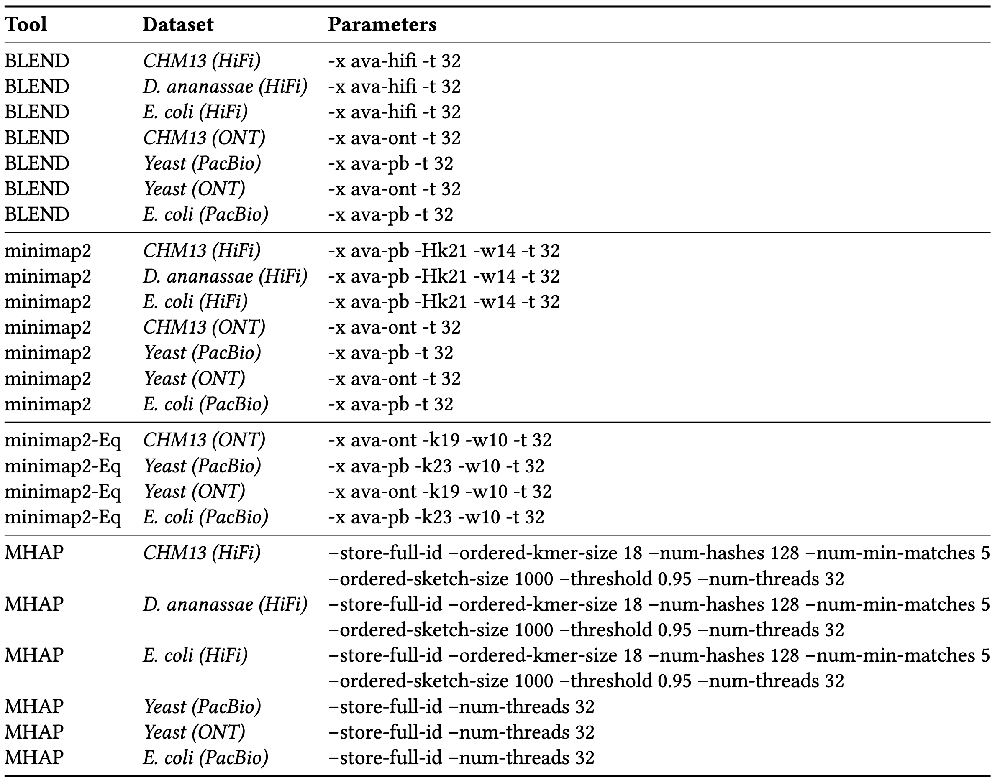 Tool Dataset Parameters
BLEND CHM13 (HiFi) -x ava-hifi -t 32
BLEND D. ananassae (HiFi) -x ava-hifi -t 32
BLEND E. coli (HiFi) -x ava-hifi -t 32
BLEND CHM13 (ONT) -x ava-ont -t 32
BLEND Yeast (PacBio) -x ava-pb -t 32
BLEND Yeast (ONT) -x ava-ont -t 32
BLEND E. coli (PacBio) -x ava-pb -t 32
minimap2 CHM13 (HiFi) -x ava-pb -Hk21 -w14 -t 32
minimap2 D. ananassae (HiFi) -x ava-pb -Hk21 -w14 -t 32
minimap2 E. coli (HiFi) -x ava-pb -Hk21 -w14 -t 32
minimap2 CHM13 (ONT) -x ava-ont -t 32
minimap2 Yeast (PacBio) -x ava-pb -t 32
minimap2 Yeast (ONT) -x ava-ont -t 32
minimap2 E. coli (PacBio) -x ava-pb -t 32
minimap2-Eq CHM13 (ONT) -x ava-ont -k19 -w10 -t 32
minimap2-Eq Yeast (PacBio) -x ava-pb -k23 -w10 -t 32
minimap2-Eq Yeast (ONT) -x ava-ont -k19 -w10 -t 32
minimap2-Eq E. coli (PacBio) -x ava-pb -k23 -w10 -t 32
MHAP CHM13 (HiFi) –store-full-id –ordered-kmer-size 18 –num-hashes 128 –num-min-matches 5
–ordered-sketch-size 1000 –threshold 0.95 –num-threads 32
MHAP D. ananassae (HiFi) –store-full-id –ordered-kmer-size 18 –num-hashes 128 –num-min-matches 5
–ordered-sketch-size 1000 –threshold 0.95 –num-threads 32
MHAP E. coli (HiFi) –store-full-id –ordered-kmer-size 18 –num-hashes 128 –num-min-matches 5
–ordered-sketch-size 1000 –threshold 0.95 –num-threads 32
MHAP Yeast (PacBio) –store-full-id –num-threads 32
MHAP Yeast (ONT) –store-full-id –num-threads 32
MHAP E. coli (PacBio) –store-full-id –num-threads 32